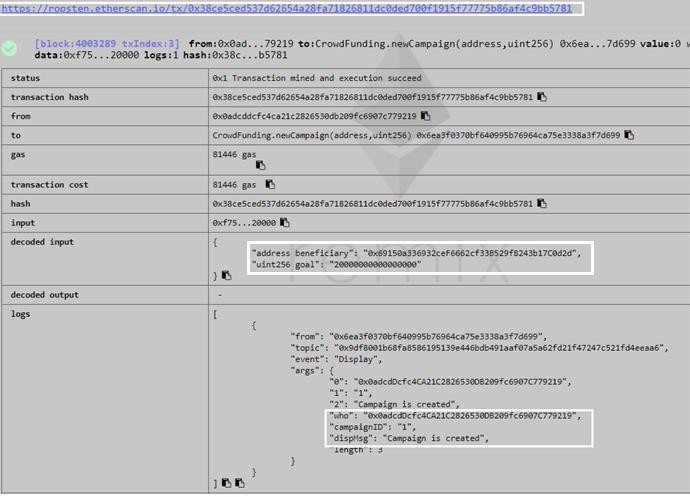 https://ropsten.etherscan.io/tx/0x38ce5ced537d62654a28fa71826811dc0ded700f1915f77775b86af4c9bb5781
[block:4003289 txIndex:3] from:0x0ad...79219 to:CrowdFunding.newCampaign(address,uint256) 0x6ea...7d699 value:0 w
data:0xf75...20000 logs:1 hash:0x38c...b5781
status 0x1 Transaction mined and execution succeed
transaction hash 0x38ce5ced537d62654a28fa71826811dc0ded700f1915f77775b86af4c9bb5781
from 0x0adcddcfc4ca21c2826530db209fc6907c779219
to CrowdFunding.newCampaign(address,uint256) 0x6ea3f0370bf640995b76964ca75e3338a3f7d699
gas 81446 gas
transaction cost 81446 gas
hash 0x38ce5ced537d62654a28fa71826811dc0ded700f1915f77775b86af4c9bb5781
input 0xf75...20000
decoded input {
"address beneficiary": "0x69150a336932ceF6662cf33B529f8243b17C0d2d",
"uint256 goal": "20000000000000000"
}
decoded output -
logs [
{
"from": "0x6ea3f0370bf640995b76964ca75e3338a3f7d699",
"topic": "0x9df8001b68fa8586195139e446bdb491aaf07a5a62fd21f47247c521fd4eeaa6",
"event": "Display",
"args": {
"0": "0x0adcdDcfc4CA21C2826530DB209fc6907C779219",
"1": "1",
"2": "Campaign is created",
"who": "0x0adcdDcfc4CA21C2826530DB209fc6907C779219",
"campaignID": "1",
"dispMsg": "Campaign is created",
"length": 3
}
}
]
remix